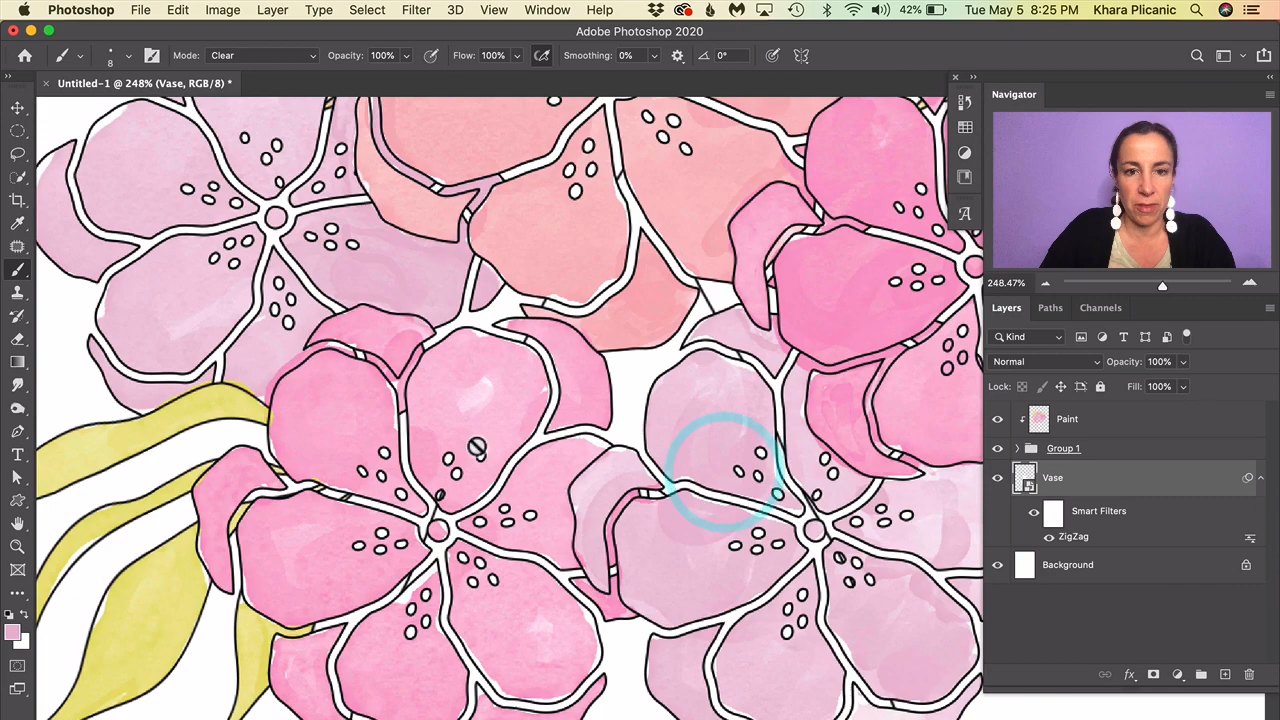 Photoshop File Edit Image Layer Type Select Filter 3D View Window Help 42% Tue May 5 8:25 PM Khara Plicanic
Adobe Photoshop 2020
8 Mode: Clear Opacity: 100% Flow: 100% Smoothing: 0% 0°
Untitled-1 @ 248% (Vase, RGB/8) *
Navigator
248.47%
Layers Paths Channels
Kind
Normal Opacity: 100%
Lock: Fill: 100%
Paint
Group 1
Vase
Smart Filters
ZigZag
Background